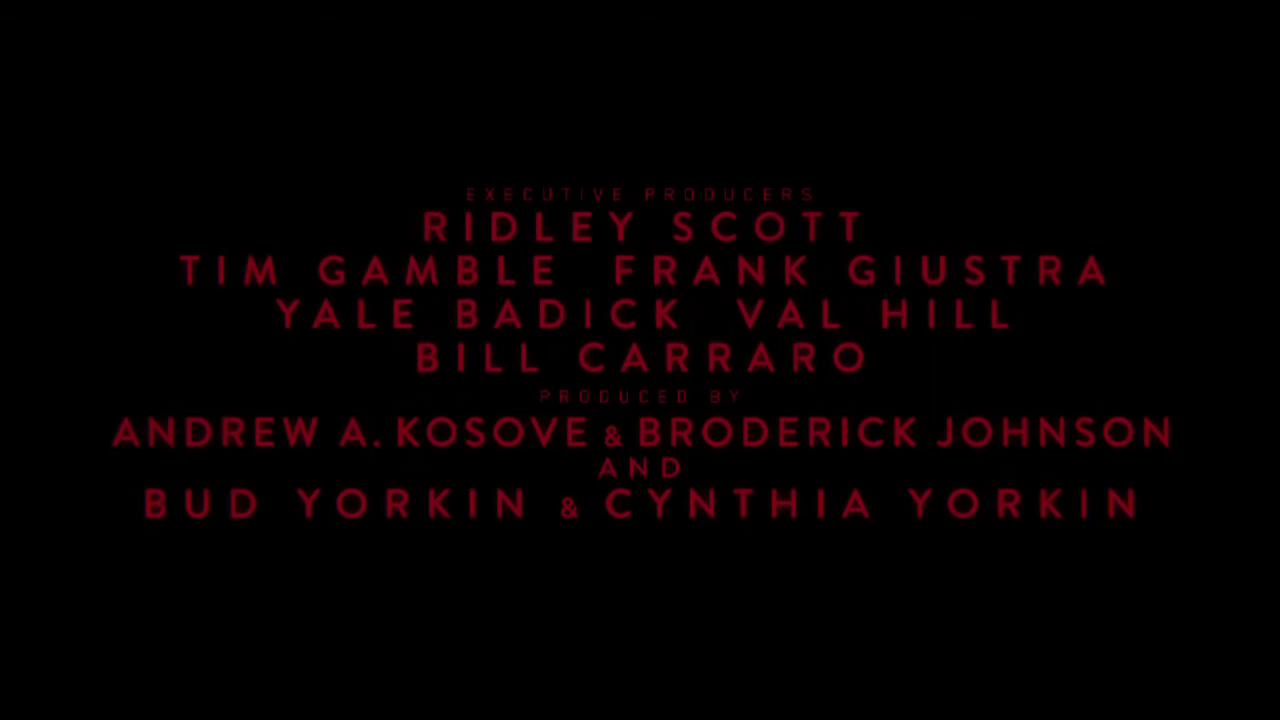 EXECUTIVE PRODUCERS
RIDLEY SCOTT
TIM GAMBLE FRANK GIUSTRA
YALE BADICK VAL HILL
BILL CARRARO
PRODUCED BY
ANDREW A. KOSOVE & BRODERICK JOHNSON
AND
BUD YORKIN & CYNTHIA YORKIN